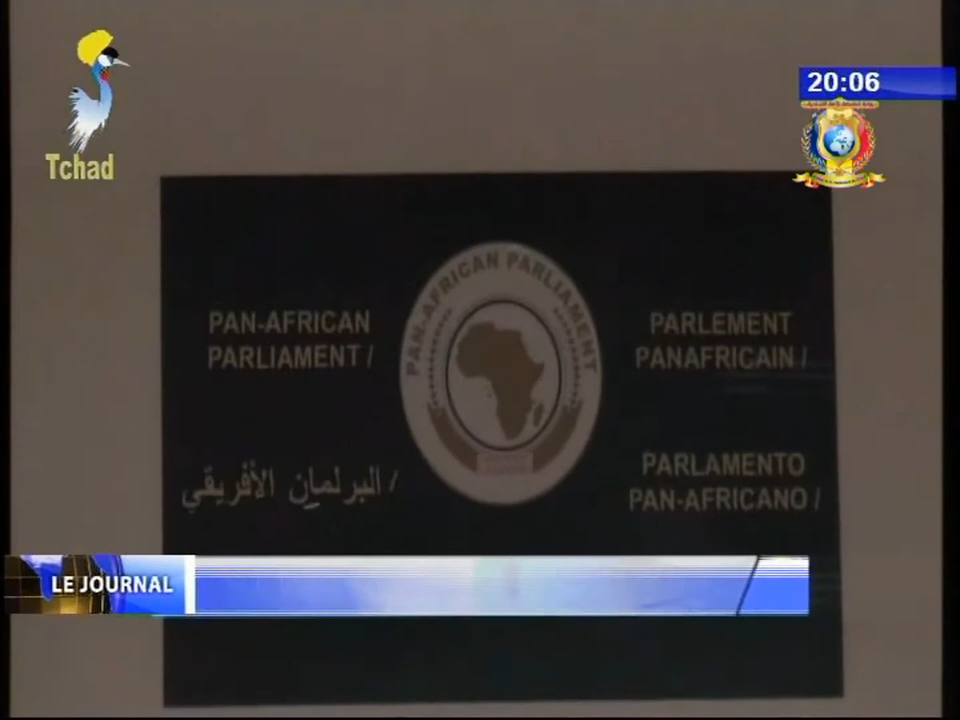 20:06
Tchad
PAN-AFRICAN PARLIAMENT
PAN-AFRICAN
PARLIAMENT /
PARLEMENT
PANAFRICAIN /
البرلمان الأفريقي /
PARLAMENTO
PAN-AFRICANO /
LE JOURNAL